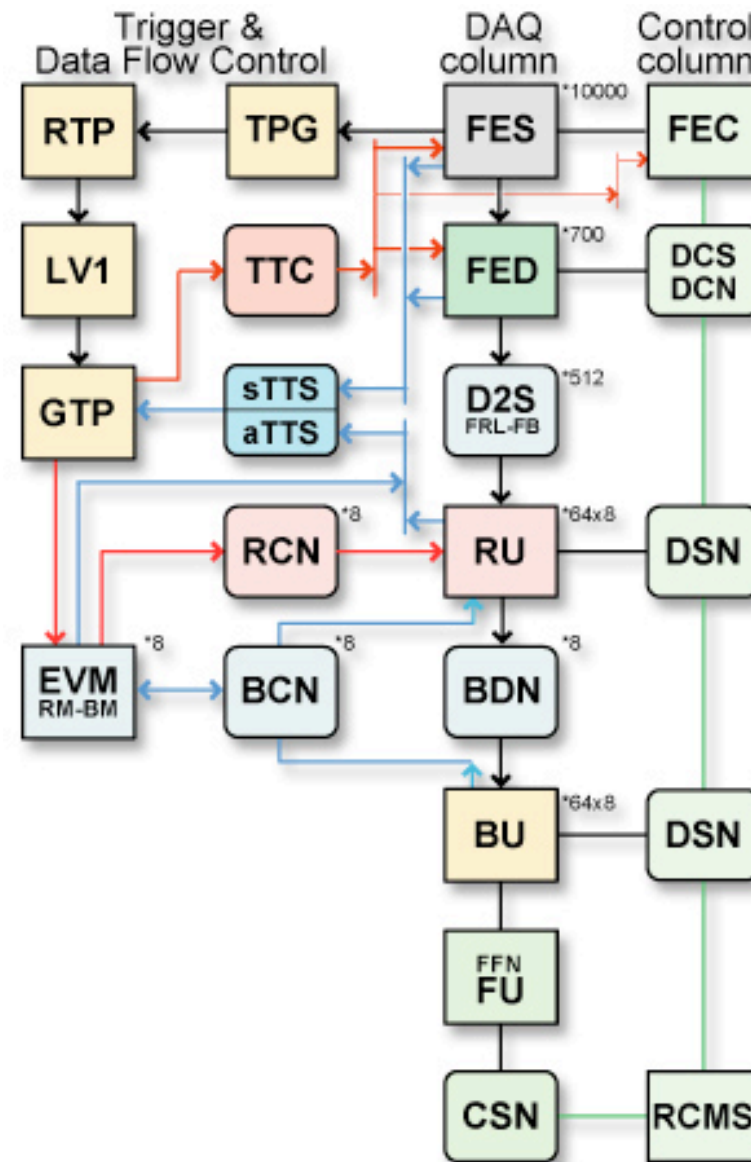 Trigger &
Data Flow Control
DAQ
column
Control
column
RTP
TPG
FES
*10000
FEC
LV1
TTC
FED
*700
DCS
DCN
GTP
sTTS
aTTS
D2S
FRL-FB
*512
RCN
*8
RU
*64x8
DSN
EVM
RM-BM
*8
BCN
*8
BDN
*8
BU
*64x8
DSN
FFN
FU
CSN
RCMS